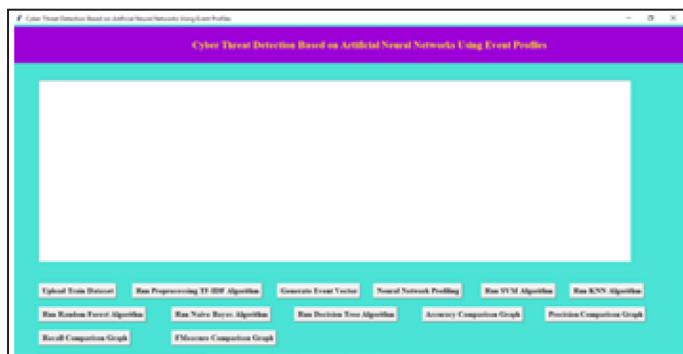 Cyber Threat Detection Based on Artificial Neural Networks Using Event Profiles
Cyber Threat Detection Based on Artificial Neural Networks Using Event Profiles
Upload Train Dataset Run Preprocessing TF-IDF Algorithm Generate Event Vector Neural Network Profiling Run SVM Algorithm Run KNN Algorithm
Run Random Forest Algorithm Run Naive Bayes Algorithm Run Decision Tree Algorithm Accuracy Comparison Graph Precision Comparison Graph
Recall Comparison Graph FMeasure Comparison Graph